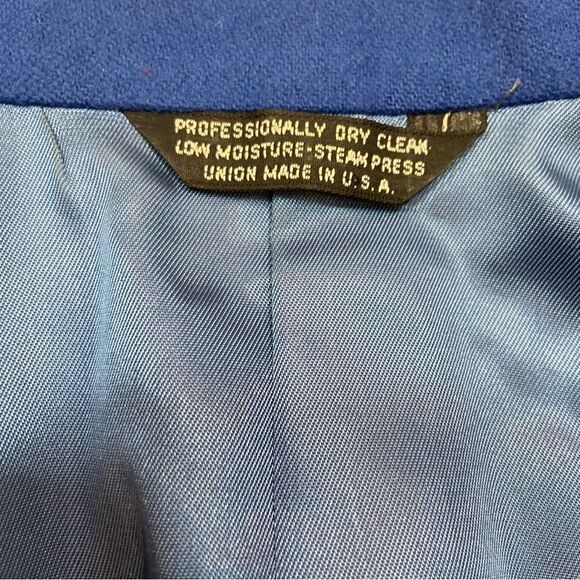 PROFESSIONALLY DRY CLEAN.
LOW MOISTURE-STEAM PRESS
UNION MADE IN U.S.A.